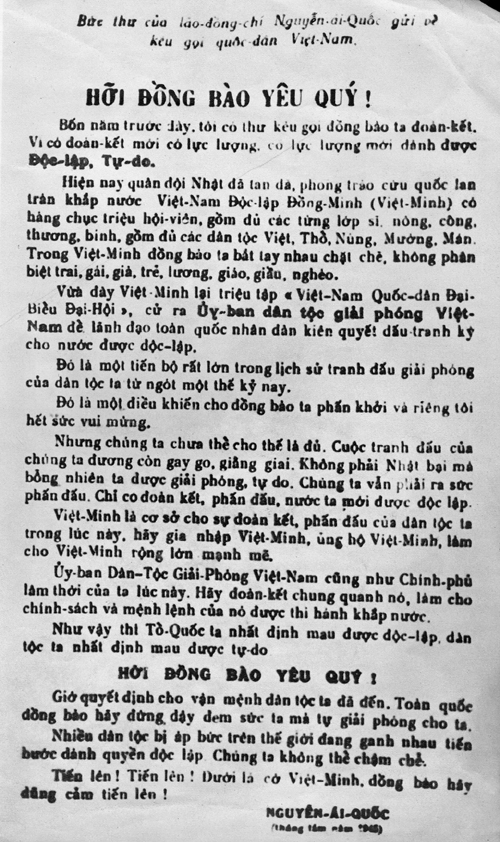 Bức thư của lão-đồng-chí Nguyễn-ái-Quốc gửi về
kêu gọi quốc-dân Việt-Nam.
HỠI ĐỒNG BÀO YÊU QUÝ !
Bốn năm trước đây, tôi có thư kêu gọi đồng bào ta đoàn-kết.
Vì có đoàn-kết mới có lực lượng, có lực lượng mới dành được
Độc-lập, Tự-do.
Hiện nay quân đội Nhật đã tan dã, phong trào cứu quốc lan
tràn khắp nước Việt-Nam Độc-lập Đồng-Minh (Việt-Minh) có
hàng chục triệu hội-viên, gồm đủ các từng lớp sĩ, nông, công,
thương, binh, gồm đủ các dân tộc Việt, Thổ, Nùng, Mường, Mán.
Trong Việt-Minh đồng bào ta bắt tay nhau chặt chẽ, không phân
biệt trai, gái, già, trẻ, lương, giáo, giầu, nghèo.
Vừa đây Việt-Minh lại triệu tập « Việt-Nam Quốc-dân Đại-
Biểu Đại-Hội », cử ra Ủy-ban dân tộc giải phóng Việt-
Nam để lãnh đạo toàn quốc nhân dân kiên quyết đấu-tranh kỳ
cho nước được độc-lập.
Đó là một tiến bộ rất lớn trong lịch sử tranh đấu giải phóng
của dân tộc ta từ ngót một thế kỷ nay.
Đó là một điều khiến cho đồng bào ta phấn khởi và riêng tôi
hết sức vui mừng.
Nhưng chúng ta chưa thể cho thế là đủ. Cuộc tranh đấu của
chúng ta đương còn gay go, giằng giai. Không phải Nhật bại mà
bỗng nhiên ta được giải phóng, tự do. Chúng ta vẫn phải ra sức
phấn đấu. Chỉ có đoàn kết, phấn đấu, nước ta mới được độc lập.
Việt-Minh là cơ sở cho sự đoàn kết, phấn đấu của dân tộc ta
trong lúc này, hãy gia nhập Việt-Minh, ủng hộ Việt-Minh, làm
cho Việt-Minh rộng lớn mạnh mẽ.
Ủy-ban Dân-Tộc Giải-Phóng Việt-Nam cũng như Chính-phủ
lâm thời của ta lúc này. Hãy đoàn-kết chung quanh nó, làm cho
chính-sách và mệnh lệnh của nó được thi hành khắp nước.
Như vậy thì Tổ-Quốc ta nhất định mau được độc-lập, dân
tộc ta nhất định mau được tự-do
HỠI ĐỒNG BÀO YÊU QUÝ !
Giờ quyết định cho vận mệnh dân tộc ta đã đến. Toàn quốc
đồng bào hãy đứng dậy đem sức ta mà tự giải phóng cho ta.
Nhiều dân tộc bị áp bức trên thế giới đang ganh nhau tiến
bước dành quyền độc lập. Chúng ta không thể chậm chễ.
Tiến lên ! Tiến lên ! Dưới lá cờ Việt-Minh, đồng bào hãy
dũng cảm tiến lên !
NGUYỄN-ÁI-QUỐC
(tháng tám năm 1945)